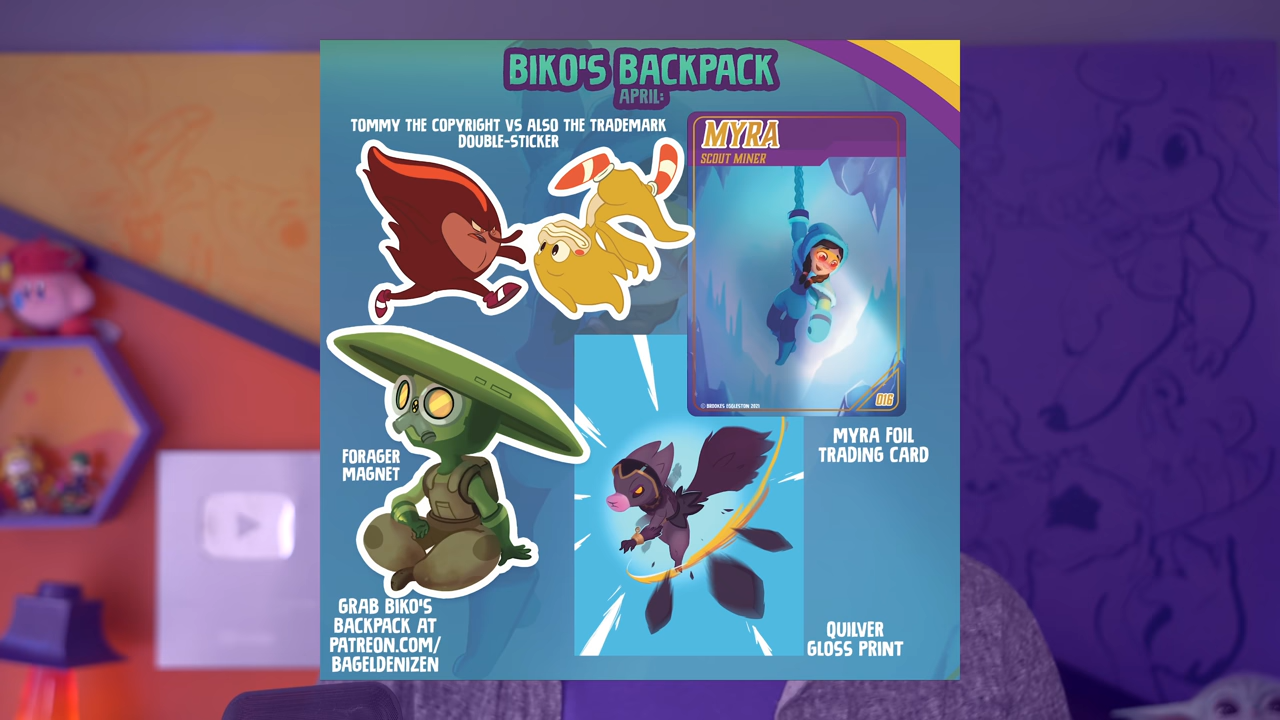 BIKO'S BACKPACK
APRIL:
TOMMY THE COPYRIGHT VS ALSO THE TRADEMARK
DOUBLE-STICKER
MYRA
SCOUT MINER
© BROOKES EGGLESTON 2021
016
MYRA FOIL
TRADING CARD
FORAGER
MAGNET
GRAB BIKO'S
BACKPACK AT
PATREON.COM/
BAGELDENIZEN
QUILVER
GLOSS PRINT